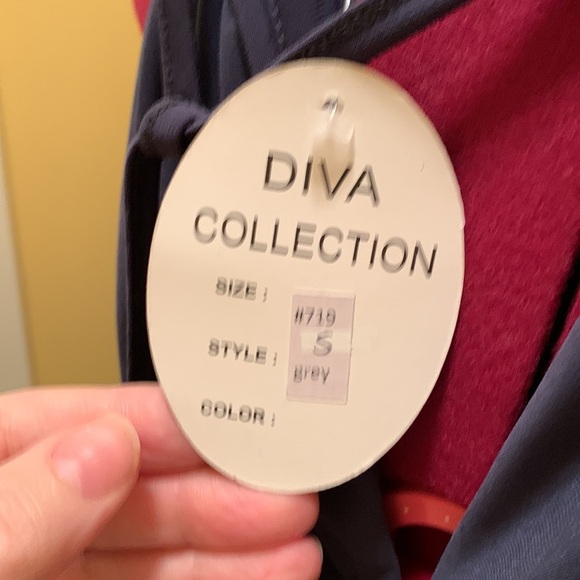 DIVA
COLLECTION
SIZE :
#719
STYLE :
S
grey
COLOR :